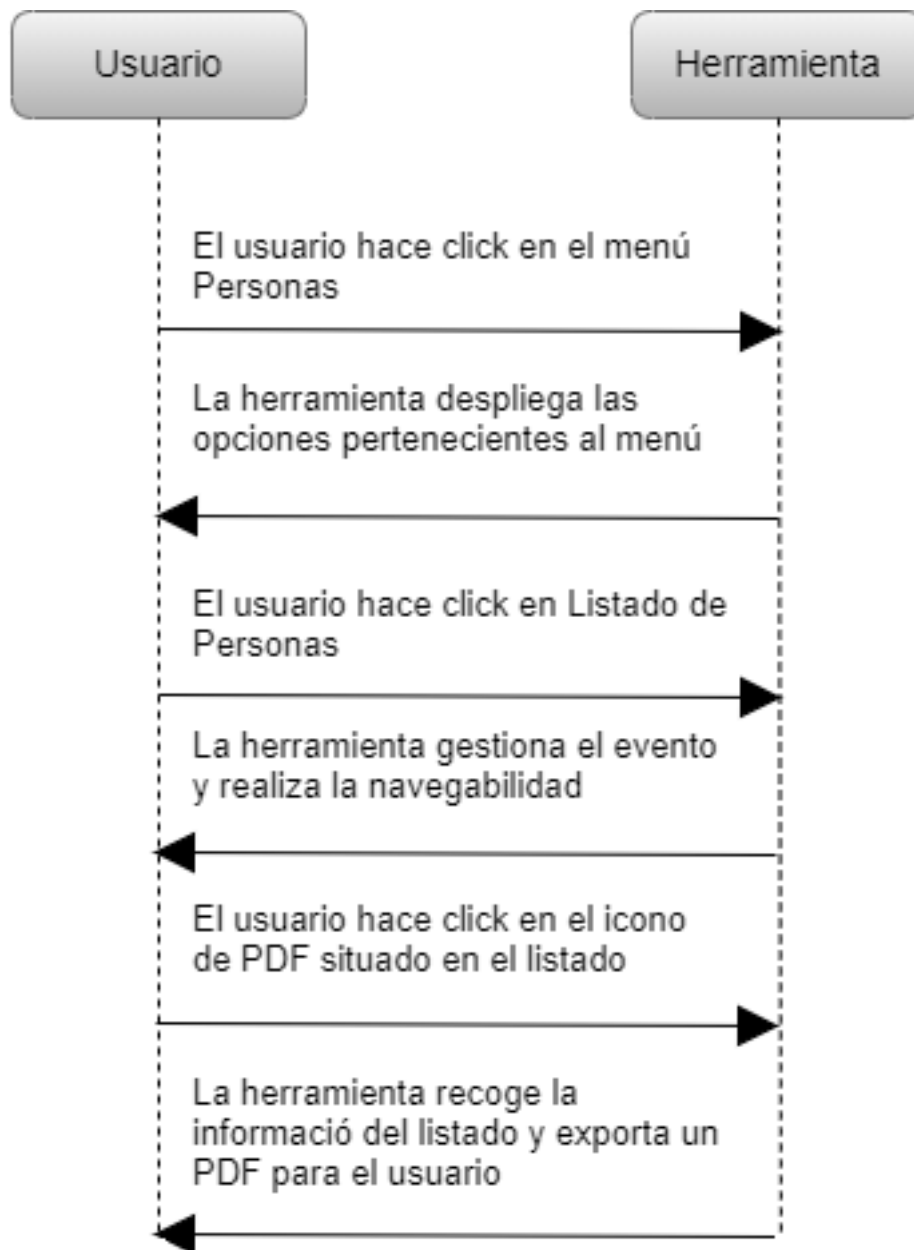 Usuario
Herramienta
El usuario hace click en el menú
Personas
La herramienta despliega las
opciones pertenecientes al menú
El usuario hace click en Listado de
Personas
La herramienta gestiona el evento
y realiza la navegabilidad
El usuario hace click en el icono
de PDF situado en el listado
La herramienta recoge la
informació del listado y exporta un
PDF para el usuario